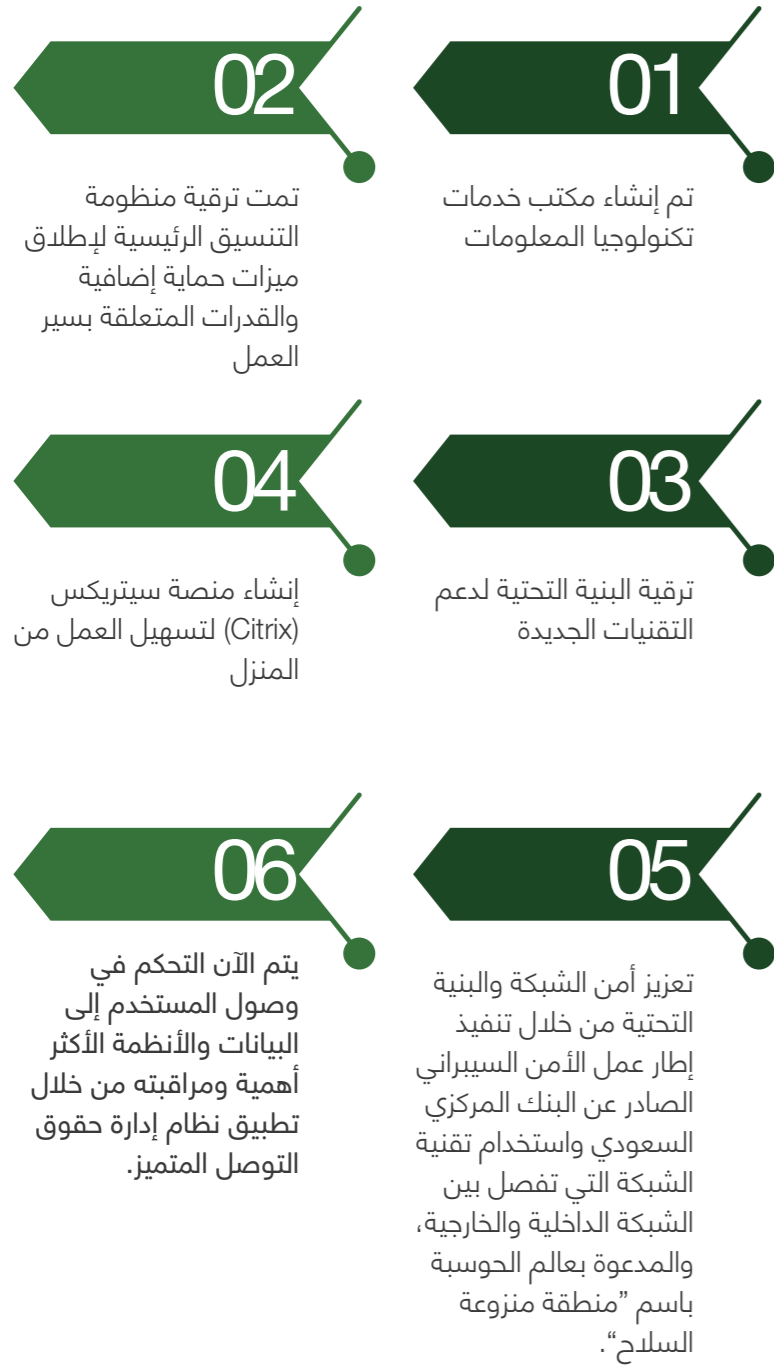 01
تم إنشاء مكتب خدمات
تكنولوجيا المعلومات
02
تمت ترقية منظومة
التنسيق الرئيسية لإطلاق
ميزات حماية إضافية
والقدرات المتعلقة بسير
العمل
03
ترقية البنية التحتية لدعم
التقنيات الجديدة
04
إنشاء منصة سيتريكس
(Citrix) لتسهيل العمل من
المنزل
05
تعزيز أمن الشبكة والبنية
التحتية من خلال تنفيذ
إطار عمل الأمن السيبراني
الصادر عن البنك المركزي
السعودي واستخدام تقنية
الشبكة التي تفصل بين
الشبكة الداخلية والخارجية،
والمدعوة بعالم الحوسبة
باسم ”منطقة منزوعة
السلاح“.
06
يتم الآن التحكم في
وصول المستخدم إلى
البيانات والأنظمة الأكثر
أهمية ومراقبته من خلال
تطبيق نظام إدارة حقوق
التوصل المتميز.